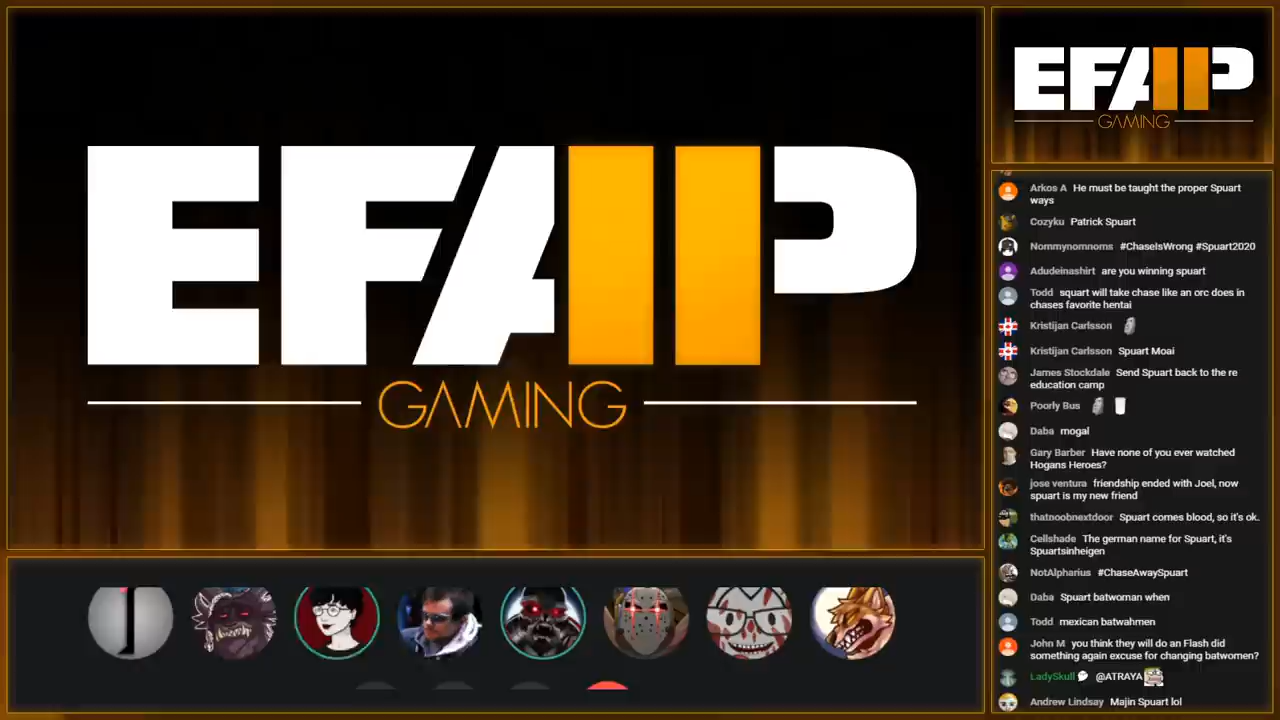 EFAP
GAMING
EFAP
GAMING
Arkos A He must be taught the proper Spuart
ways
Cozyku Patrick Spuart
Nommynomnoms #ChaseIsWrong #Spuart2020
Adudeinashirt are you winning spuart
Todd squart will take chase like an orc does in
chases favorite hentai
Kristijan Carlsson
Kristijan Carlsson Spuart Moai
James Stockdale Send Spuart back to the re
education camp
Poorly Bus
Daba mogal
Gary Barber Have none of you ever watched
Hogans Heroes?
jose ventura friendship ended with Joel, now
spuart is my new friend
thatnoobnextdoor Spuart comes blood, so it's ok.
Cellshade The german name for Spuart, it's
Spuartsinheigen
NotAlpharius #ChaseAwaySpuart
Daba Spuart batwoman when
Todd mexican batwahmen
John M you think they will do an Flash did
something again excuse for changing batwomen?
LadySkull @ATRAYA
Andrew Lindsay Majin Spuart lol